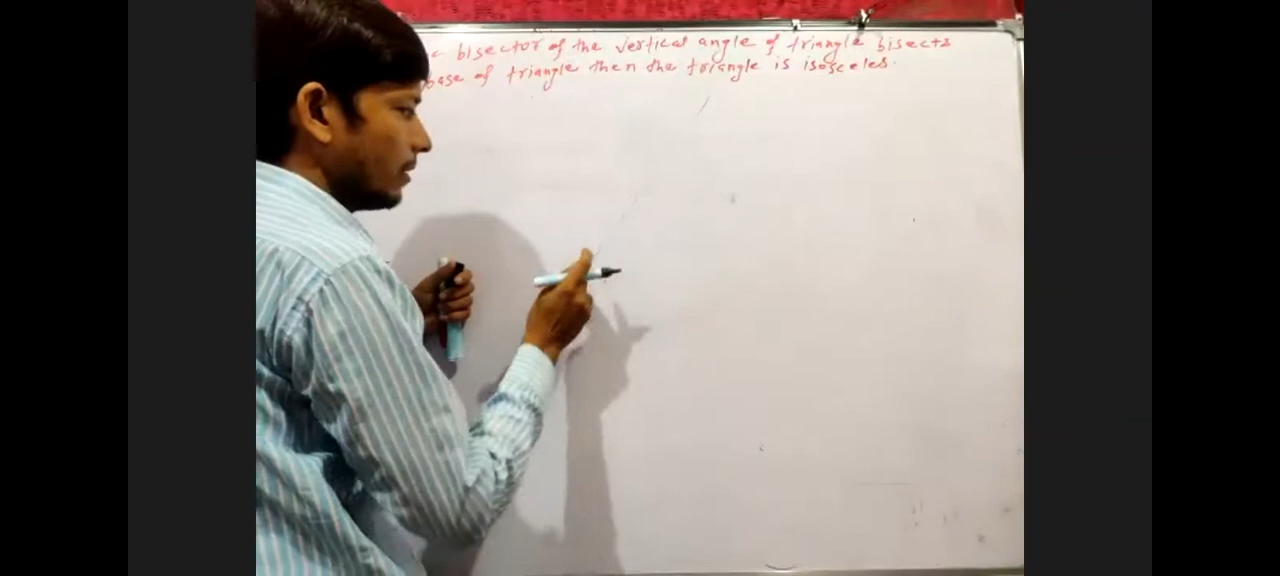 bisector of the vertical angle of triangle bisects
base of triangle then the triangle is isosceles.